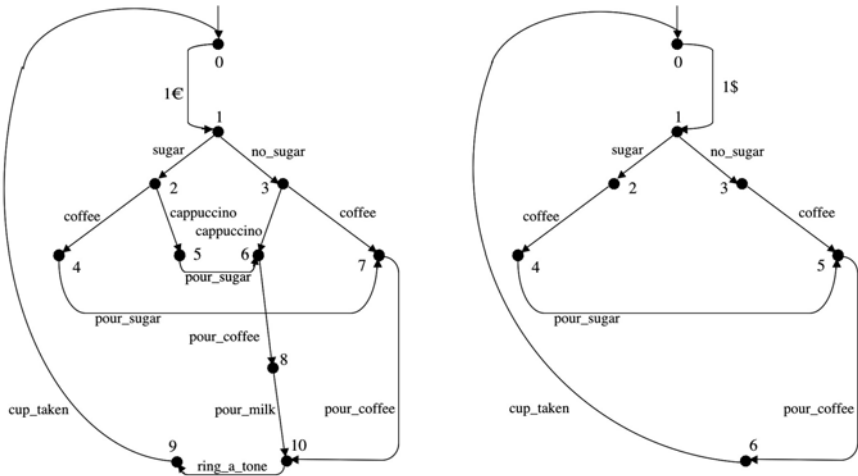 0
1€
1
sugar
no_sugar
2
3
coffee
cappuccino
coffee
cappuccino
4
5
6
7
pour_sugar
pour_sugar
pour_coffee
8
cup_taken
pour_milk
pour_coffee
9
10
ring_a_tone
0
1$
1
sugar
no_sugar
2
3
coffee
coffee
4
5
pour_sugar
cup_taken
pour_coffee
6